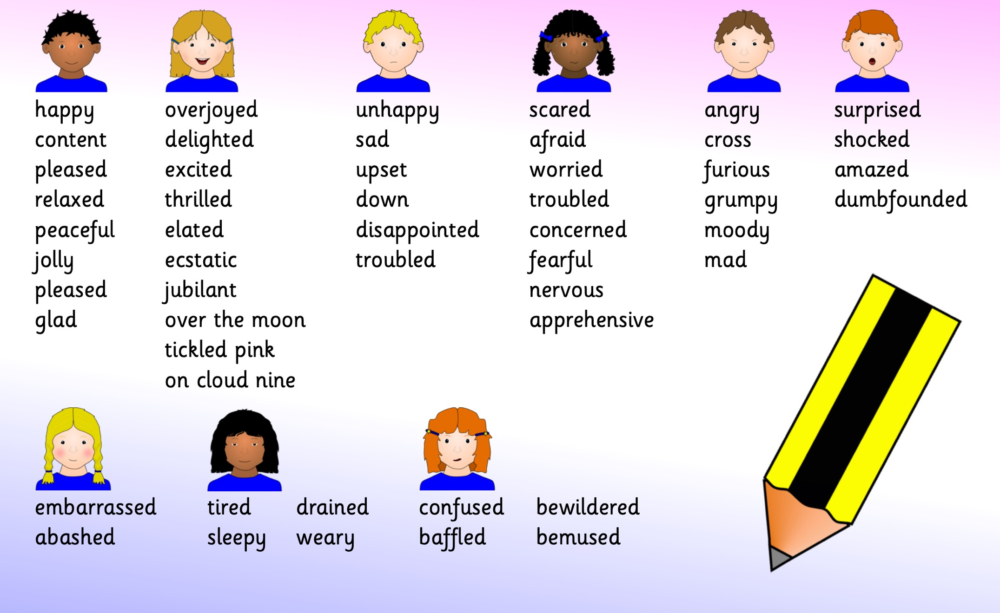 happy
content
pleased
relaxed
peaceful
jolly
pleased
glad
overjoyed
delighted
excited
thrilled
elated
ecstatic
jubilant
over the moon
tickled pink
on cloud nine
unhappy
sad
upset
down
disappointed
troubled
scared
afraid
worried
troubled
concerned
fearful
nervous
apprehensive
angry
cross
furious
grumpy
moody
mad
surprised
shocked
amazed
dumbfounded
embarrassed
abashed
tired
sleepy
drained
weary
confused
baffled
bewildered
bemused